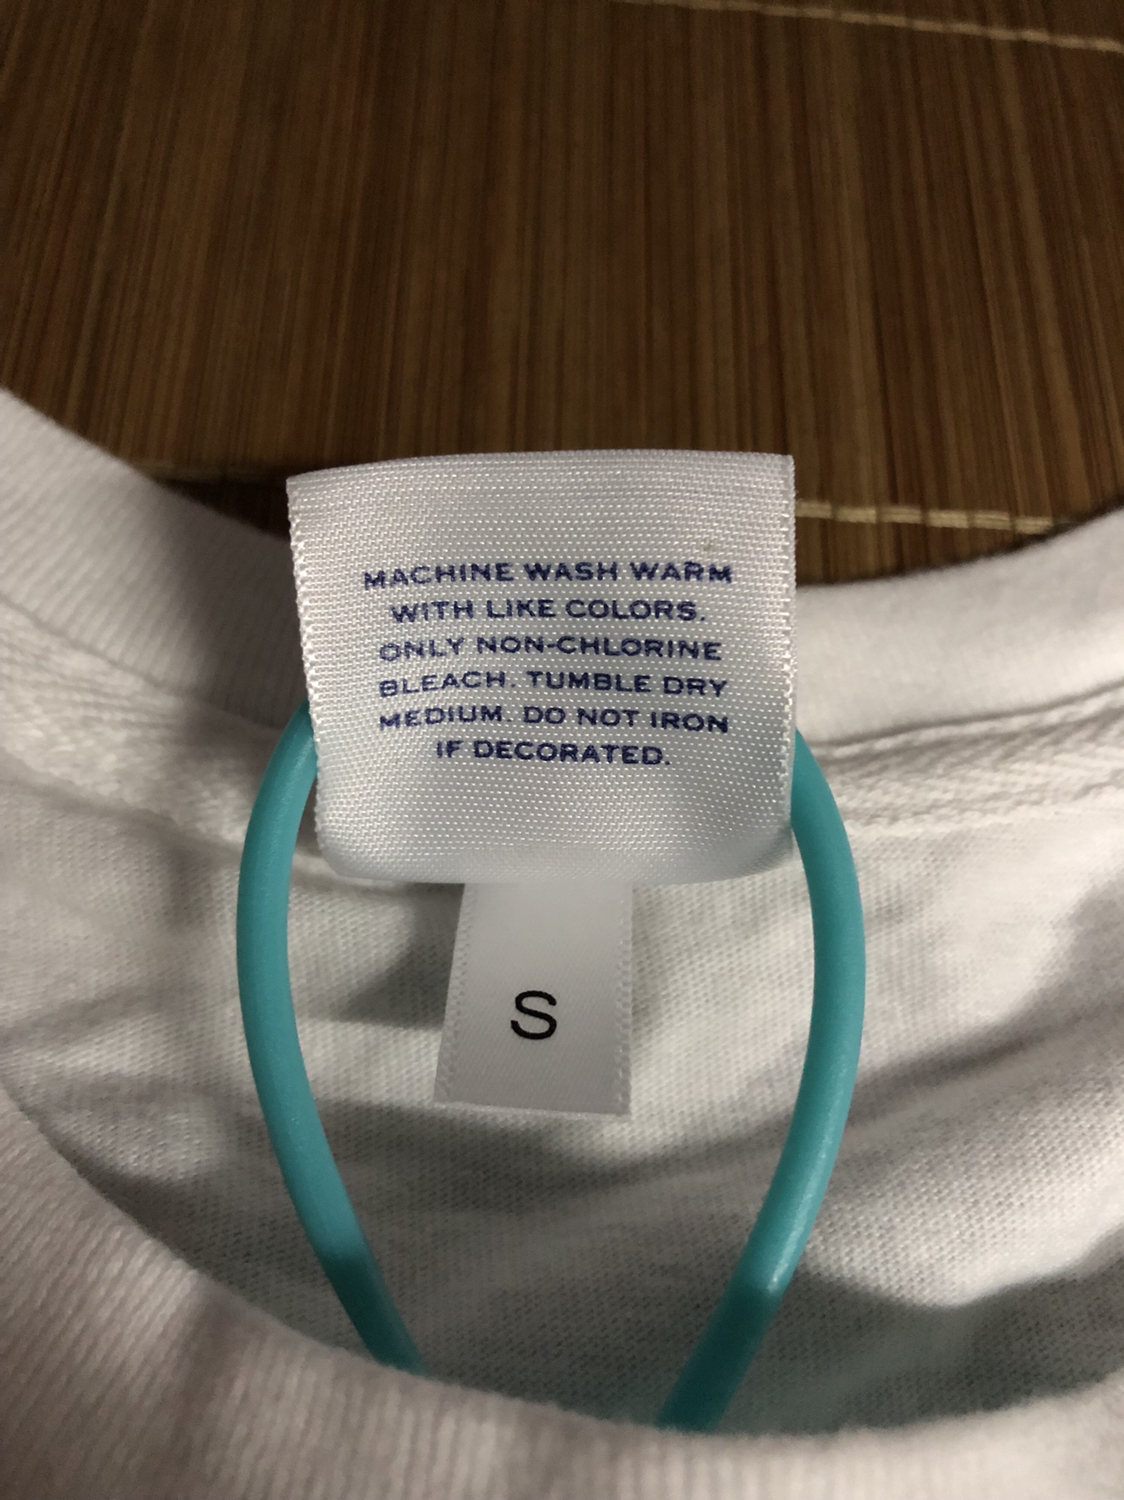 MACHINE WASH WARM
WITH LIKE COLORS.
ONLY NON-CHLORINE
BLEACH. TUMBLE DRY
MEDIUM. DO NOT IRON
IF DECORATED.
S